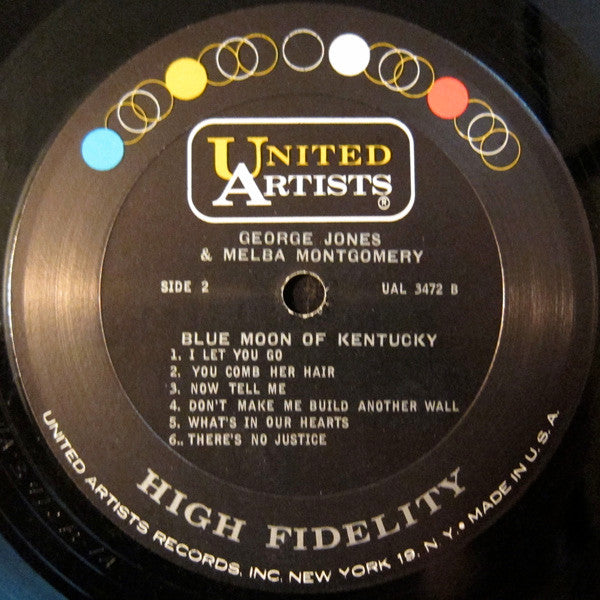 UNITED
ARTISTS®
GEORGE JONES
& MELBA MONTGOMERY
SIDE 2
UAL 3472 B
BLUE MOON OF KENTUCKY
1. I LET YOU GO
2. YOU COMB HER HAIR
3. NOW TELL ME
4. DON'T MAKE ME BUILD ANOTHER WALL
5. WHAT'S IN OUR HEARTS
6. THERE'S NO JUSTICE
HIGH FIDELITY
UNITED ARTISTS RECORDS, INC. NEW YORK 19, N.Y. • MADE IN U.S.A.